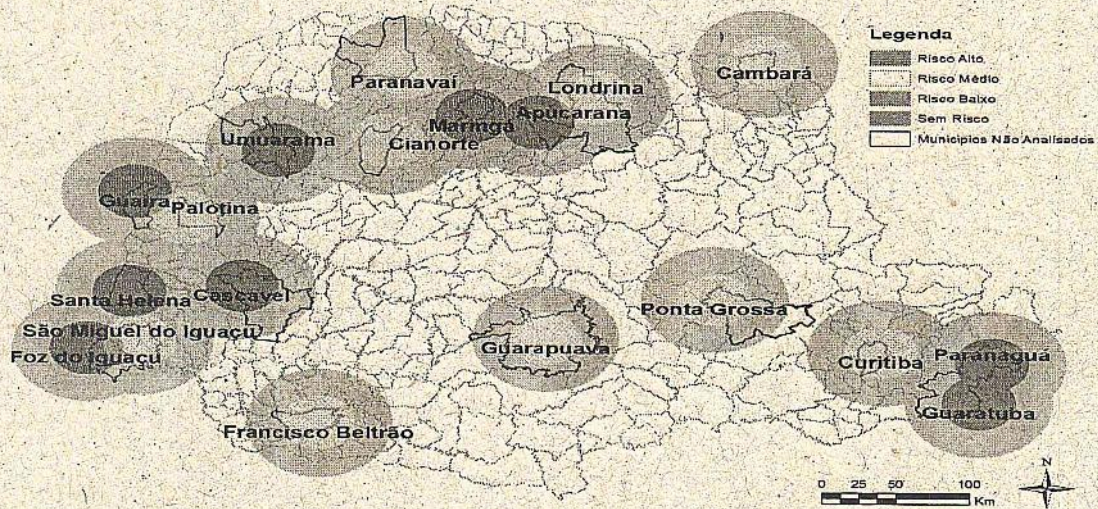 Legenda
Risco Alto
Risco Médio
Risco Baixo
Sem Risco
Municípios Não Analisados
Paranavaí
Londrina
Cambará
Maringá
Apucarana
Umuarama
Cianorte
Guaíra
Palotina
Santa Helena
Cascavel
São Miguel do Iguaçu
Foz do Iguaçu
Ponta Grossa
Guarapuava
Curitiba
Paranaguá
Guaratuba
Francisco Beltrão
N
0 25 50 100
Km